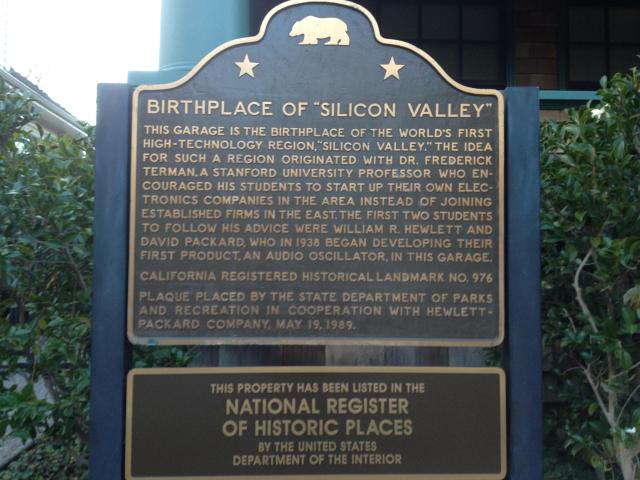 BIRTHPLACE OF "SILICON VALLEY"
THIS GARAGE IS THE BIRTHPLACE OF THE WORLD'S FIRST
HIGH-TECHNOLOGY REGION, "SILICON VALLEY." THE IDEA
FOR SUCH A REGION ORIGINATED WITH DR. FREDERICK
TERMAN, A STANFORD UNIVERSITY PROFESSOR WHO EN-
COURAGED HIS STUDENTS TO START UP THEIR OWN ELEC-
TRONICS COMPANIES IN THE AREA INSTEAD OF JOINING
ESTABLISHED FIRMS IN THE EAST. THE FIRST TWO STUDENTS
TO FOLLOW HIS ADVICE WERE WILLIAM R. HEWLETT AND
DAVID PACKARD, WHO IN 1938 BEGAN DEVELOPING THEIR
FIRST PRODUCT, AN AUDIO OSCILLATOR, IN THIS GARAGE.
CALIFORNIA REGISTERED HISTORICAL LANDMARK NO. 976
PLAQUE PLACED BY THE STATE DEPARTMENT OF PARKS
AND RECREATION IN COOPERATION WITH HEWLETT-
PACKARD COMPANY, MAY 19, 1989.
THIS PROPERTY HAS BEEN LISTED IN THE
NATIONAL REGISTER
OF HISTORIC PLACES
BY THE UNITED STATES
DEPARTMENT OF THE INTERIOR